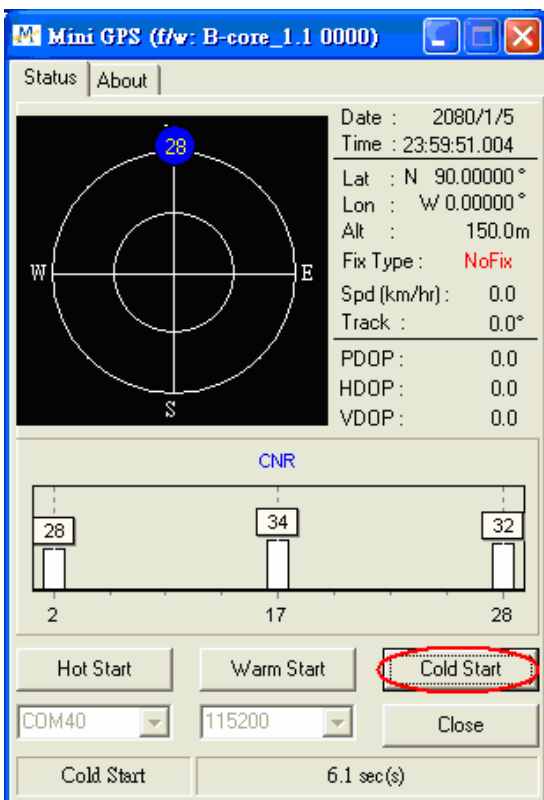 Mini GPS (f/w: B-core_1.1 0000)
Status About
28
W E
S
Date : 2080/1/5
Time : 23:59:51.004
Lat : N 90.00000°
Lon : W 0.00000°
Alt : 150.0m
Fix Type : NoFix
Spd (km/hr) : 0.0
Track : 0.0°
PDOP : 0.0
HDOP : 0.0
VDOP : 0.0
CNR
28 34 32
2 17 28
Hot Start Warm Start Cold Start
COM40 115200 Close
Cold Start 6.1 sec(s)